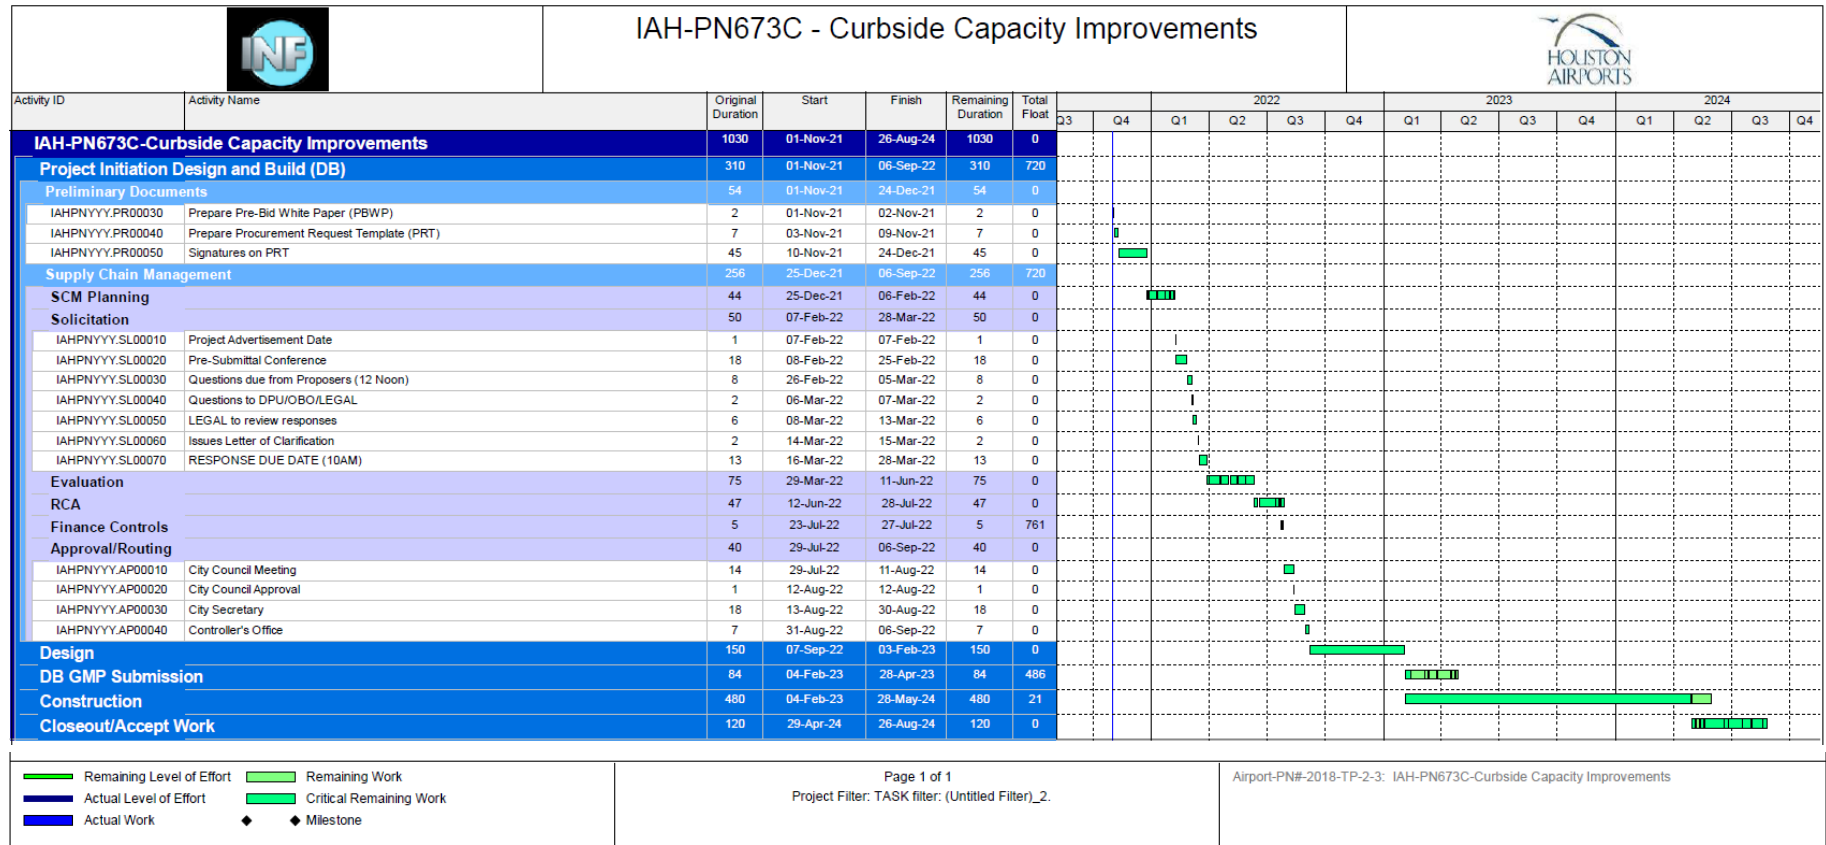 INF
IAH-PN673C - Curbside Capacity Improvements
HOUSTON
AIRPORTS
Activity ID Activity Name Original Duration Start Finish Remaining Duration Total Float 2022 2023 2024
Q3 Q4 Q1 Q2 Q3 Q4 Q1 Q2 Q3 Q4 Q1 Q2 Q3 Q4
IAH-PN673C-Curbside Capacity Improvements 1030 01-Nov-21 26-Aug-24 1030 0
Project Initiation Design and Build (DB) 310 01-Nov-21 06-Sep-22 310 720
Preliminary Documents 54 01-Nov-21 24-Dec-21 54 0
IAHPNYYY.PR00030 Prepare Pre-Bid White Paper (PBWP) 2 01-Nov-21 02-Nov-21 2 0
IAHPNYYY.PR00040 Prepare Procurement Request Template (PRT) 7 03-Nov-21 09-Nov-21 7 0
IAHPNYYY.PR00050 Signatures on PRT 45 10-Nov-21 24-Dec-21 45 0
Supply Chain Management 256 25-Dec-21 06-Sep-22 256 720
SCM Planning 44 25-Dec-21 06-Feb-22 44 0
Solicitation 50 07-Feb-22 28-Mar-22 50 0
IAHPNYYY.SL00010 Project Advertisement Date 1 07-Feb-22 07-Feb-22 1 0
IAHPNYYY.SL00020 Pre-Submittal Conference 18 08-Feb-22 25-Feb-22 18 0
IAHPNYYY.SL00030 Questions due from Proposers (12 Noon) 8 26-Feb-22 05-Mar-22 8 0
IAHPNYYY.SL00040 Questions to DPU/OBO/LEGAL 2 06-Mar-22 07-Mar-22 2 0
IAHPNYYY.SL00050 LEGAL to review responses 6 08-Mar-22 13-Mar-22 6 0
IAHPNYYY.SL00060 Issues Letter of Clarification 2 14-Mar-22 15-Mar-22 2 0
IAHPNYYY.SL00070 RESPONSE DUE DATE (10AM) 13 16-Mar-22 28-Mar-22 13 0
Evaluation 75 29-Mar-22 11-Jun-22 75 0
RCA 47 12-Jun-22 28-Jul-22 47 0
Finance Controls 5 23-Jul-22 27-Jul-22 5 761
Approval/Routing 40 29-Jul-22 06-Sep-22 40 0
IAHPNYYY.AP00010 City Council Meeting 14 29-Jul-22 11-Aug-22 14 0
IAHPNYYY.AP00020 City Council Approval 1 12-Aug-22 12-Aug-22 1 0
IAHPNYYY.AP00030 City Secretary 18 13-Aug-22 30-Aug-22 18 0
IAHPNYYY.AP00040 Controller's Office 7 31-Aug-22 06-Sep-22 7 0
Design 150 07-Sep-22 03-Feb-23 150 0
DB GMP Submission 84 04-Feb-23 28-Apr-23 84 486
Construction 480 04-Feb-23 28-May-24 480 21
Closeout/Accept Work 120 29-Apr-24 26-Aug-24 120 0
Remaining Level of Effort Remaining Work
Actual Level of Effort Critical Remaining Work
Actual Work Milestone
Page 1 of 1
Project Filter: TASK filter: (Untitled Filter)_2.
Airport-PN#-2018-TP-2-3: IAH-PN673C-Curbside Capacity Improvements